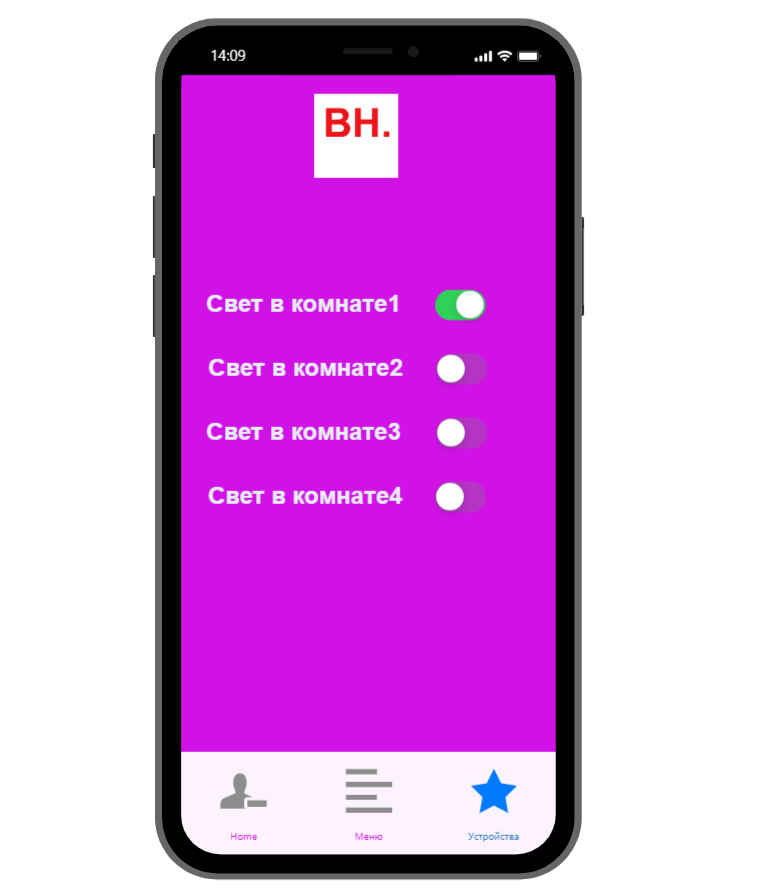 14:09
BH.
Свет в комнате1
Свет в комнате2
Свет в комнате3
Свет в комнате4
Home
Меню
Устройства